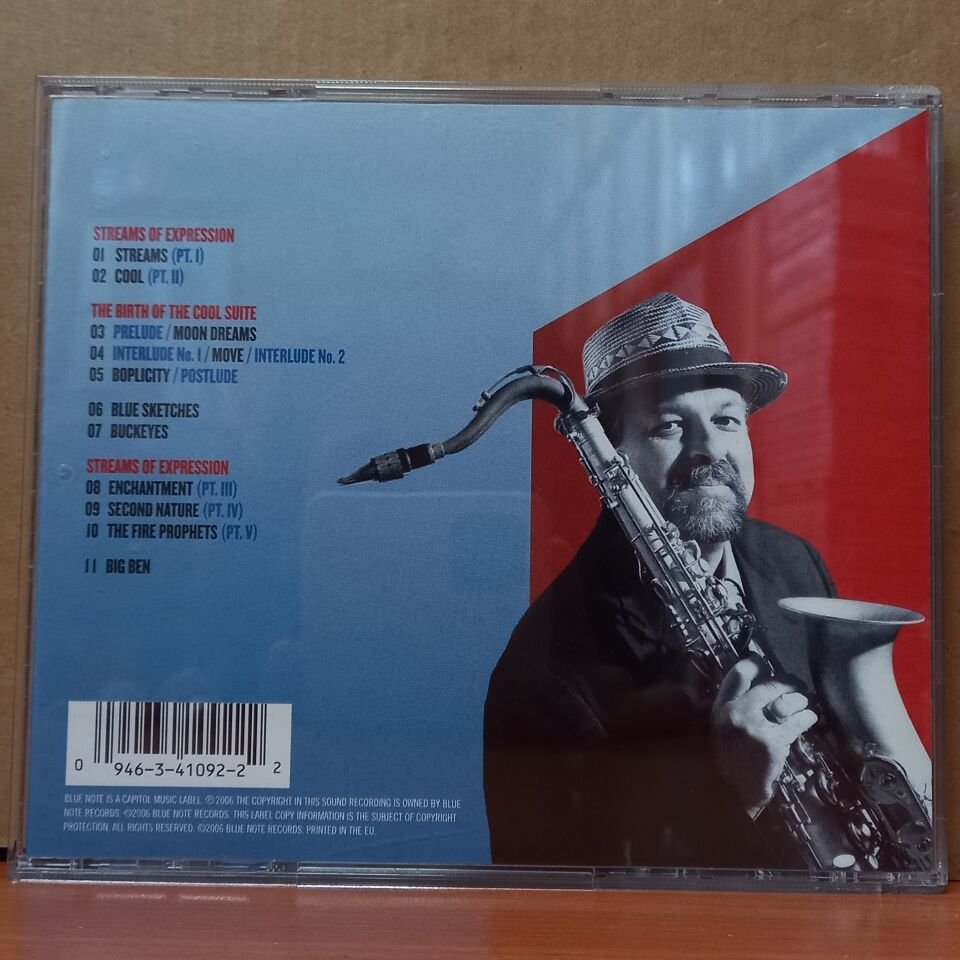 STREAMS OF EXPRESSION
01 STREAMS (PT. I)
02 COOL (PT. II)
THE BIRTH OF THE COOL SUITE
03 PRELUDE / MOON DREAMS
04 INTERLUDE No. 1 / MOVE / INTERLUDE No. 2
05 BOPLICITY / POSTLUDE
06 BLUE SKETCHES
07 BUCKEYES
STREAMS OF EXPRESSION
08 ENCHANTMENT (PT. III)
09 SECOND NATURE (PT. IV)
10 THE FIRE PROPHETS (PT. V)
11 BIG BEN
0 946-3-41092-2 2
BLUE NOTE IS A CAPITOL MUSIC LABEL. ℗2006 THE COPYRIGHT IN THIS SOUND RECORDING IS OWNED BY BLUE
NOTE RECORDS. ©2006 BLUE NOTE RECORDS. THIS LABEL COPY INFORMATION IS THE SUBJECT OF COPYRIGHT
PROTECTION. ALL RIGHTS RESERVED. ©2006 BLUE NOTE RECORDS. PRINTED IN THE EU.